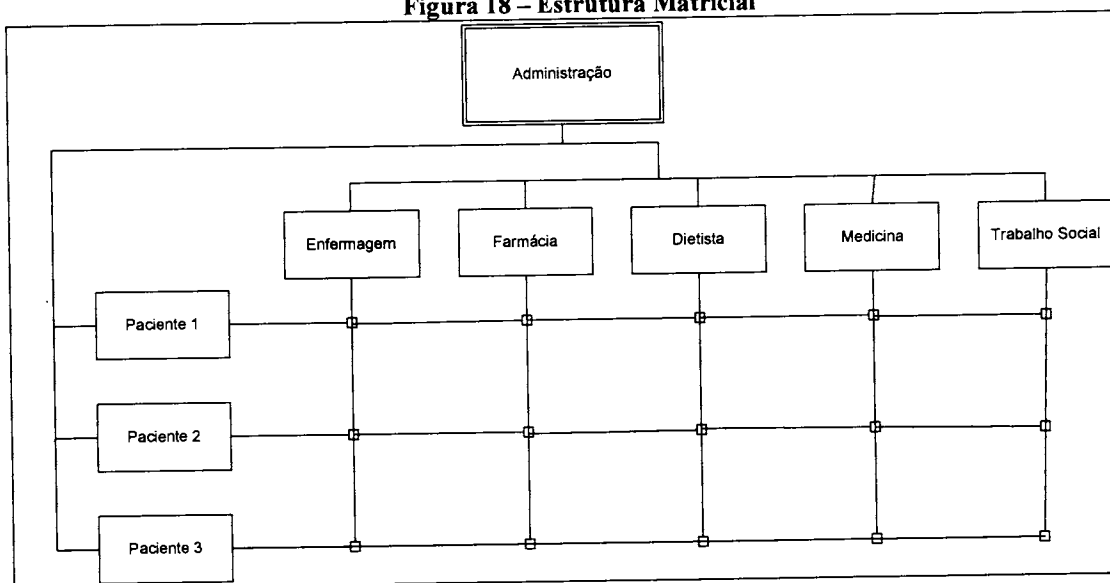 Figura 18 – Estrutura Matricial
Administração
Enfermagem
Farmácia
Dietista
Medicina
Trabalho Social
Paciente 1
Paciente 2
Paciente 3